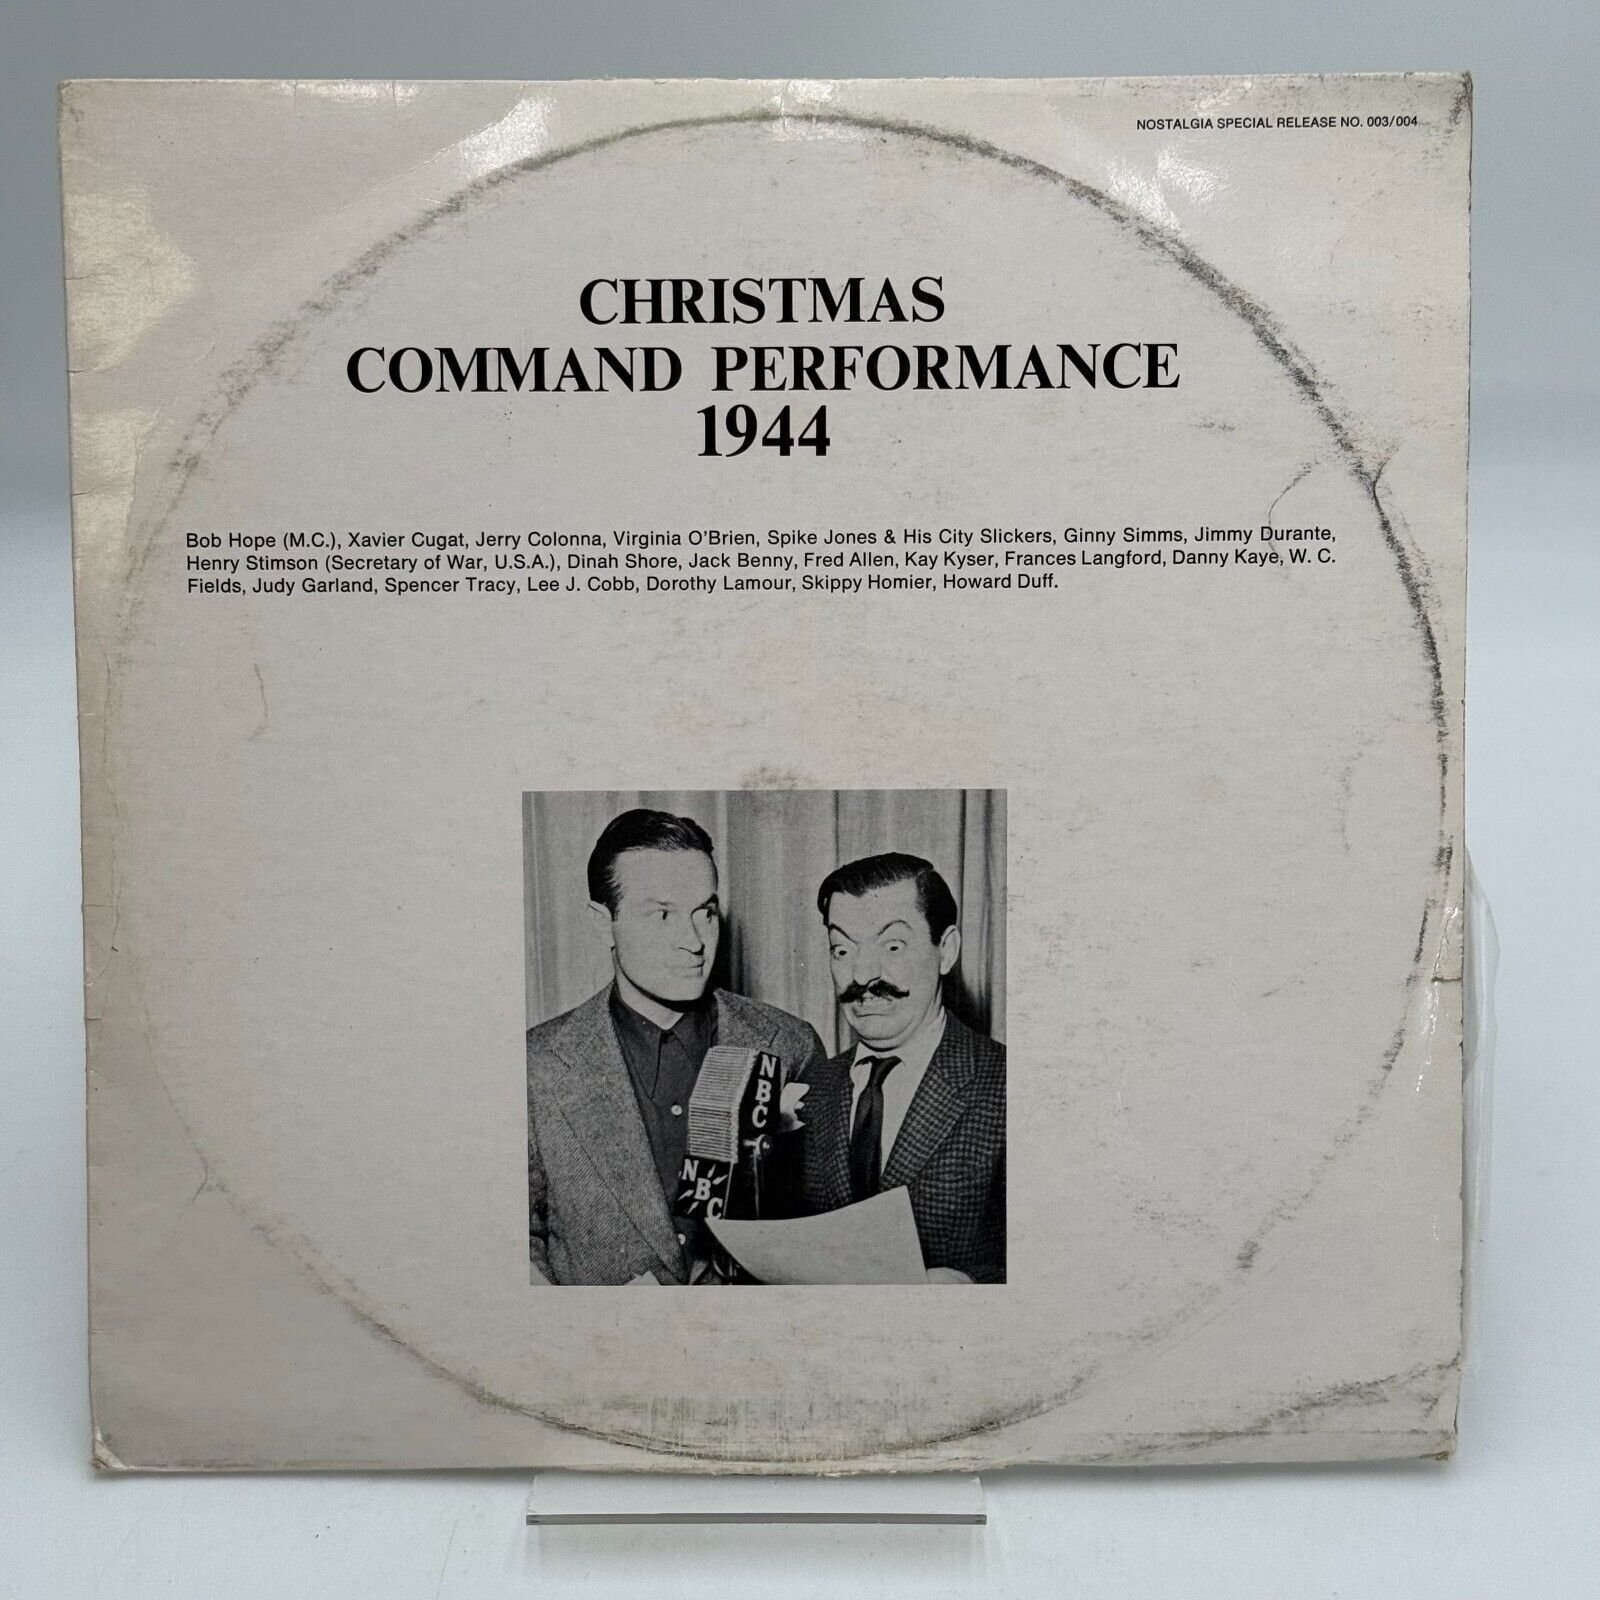 NOSTALGIA SPECIAL RELEASE NO. 003/004
CHRISTMAS
COMMAND PERFORMANCE
1944
Bob Hope (M.C.), Xavier Cugat, Jerry Colonna, Virginia O'Brien, Spike Jones & His City Slickers, Ginny Simms, Jimmy Durante,
Henry Stimson (Secretary of War, U.S.A.), Dinah Shore, Jack Benny, Fred Allen, Kay Kyser, Frances Langford, Danny Kaye, W. C.
Fields, Judy Garland, Spencer Tracy, Lee J. Cobb, Dorothy Lamour, Skippy Homier, Howard Duff.
NBC
NBC